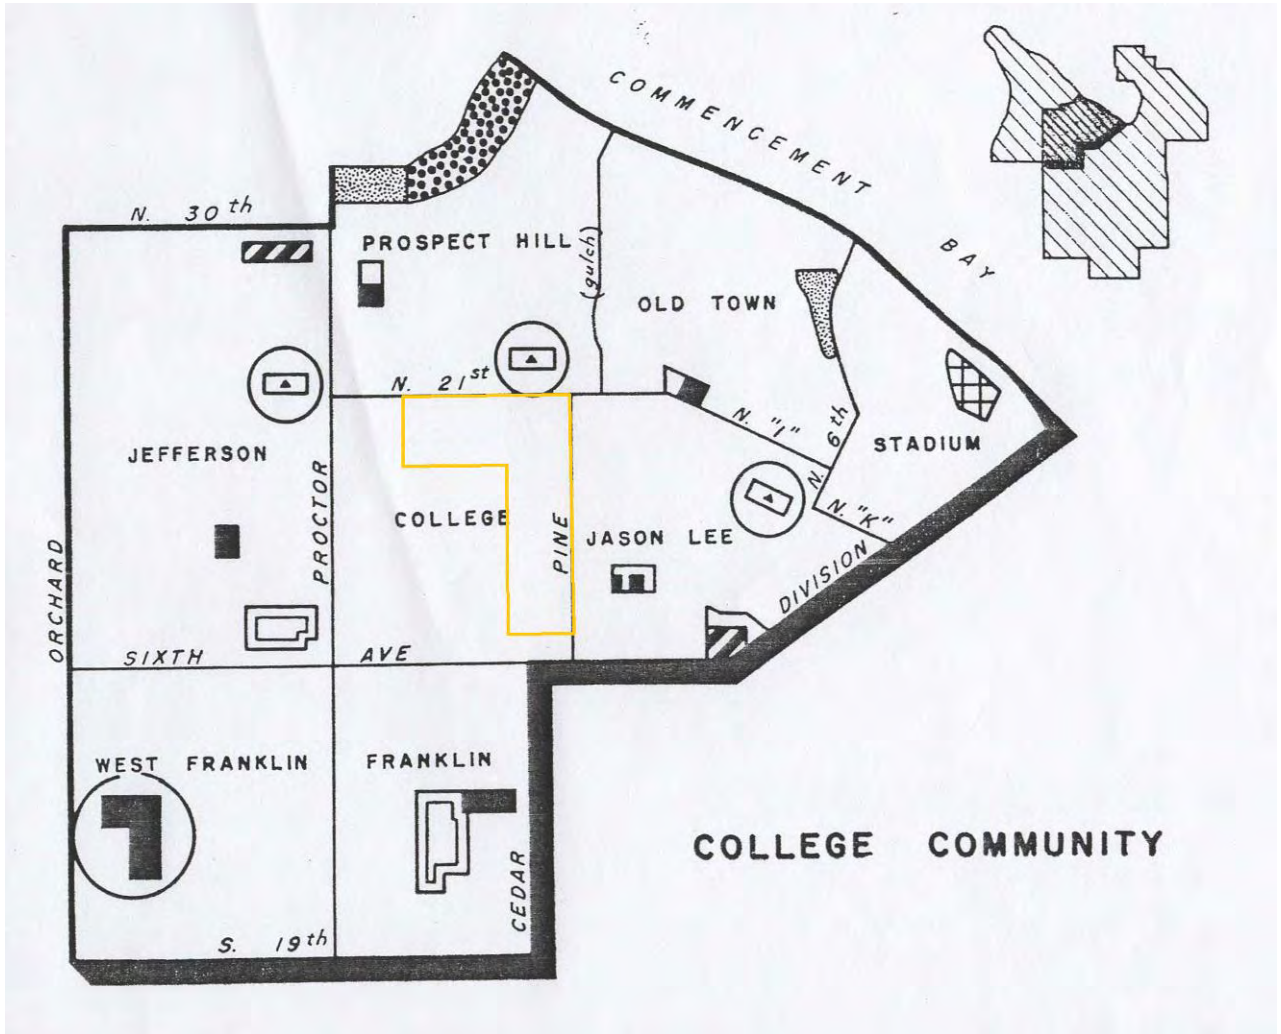 COMMENCEMENT BAY
N. 30th
PROSPECT HILL
(gulch)
OLD TOWN
N. 21st
N. "I"
N. 6th
STADIUM
JEFFERSON
PROCTOR
COLLEGE
PINE
JASON LEE
N. "K"
DIVISION
ORCHARD
SIXTH AVE
WEST FRANKLIN
FRANKLIN
COLLEGE COMMUNITY
CEDAR
S. 19th